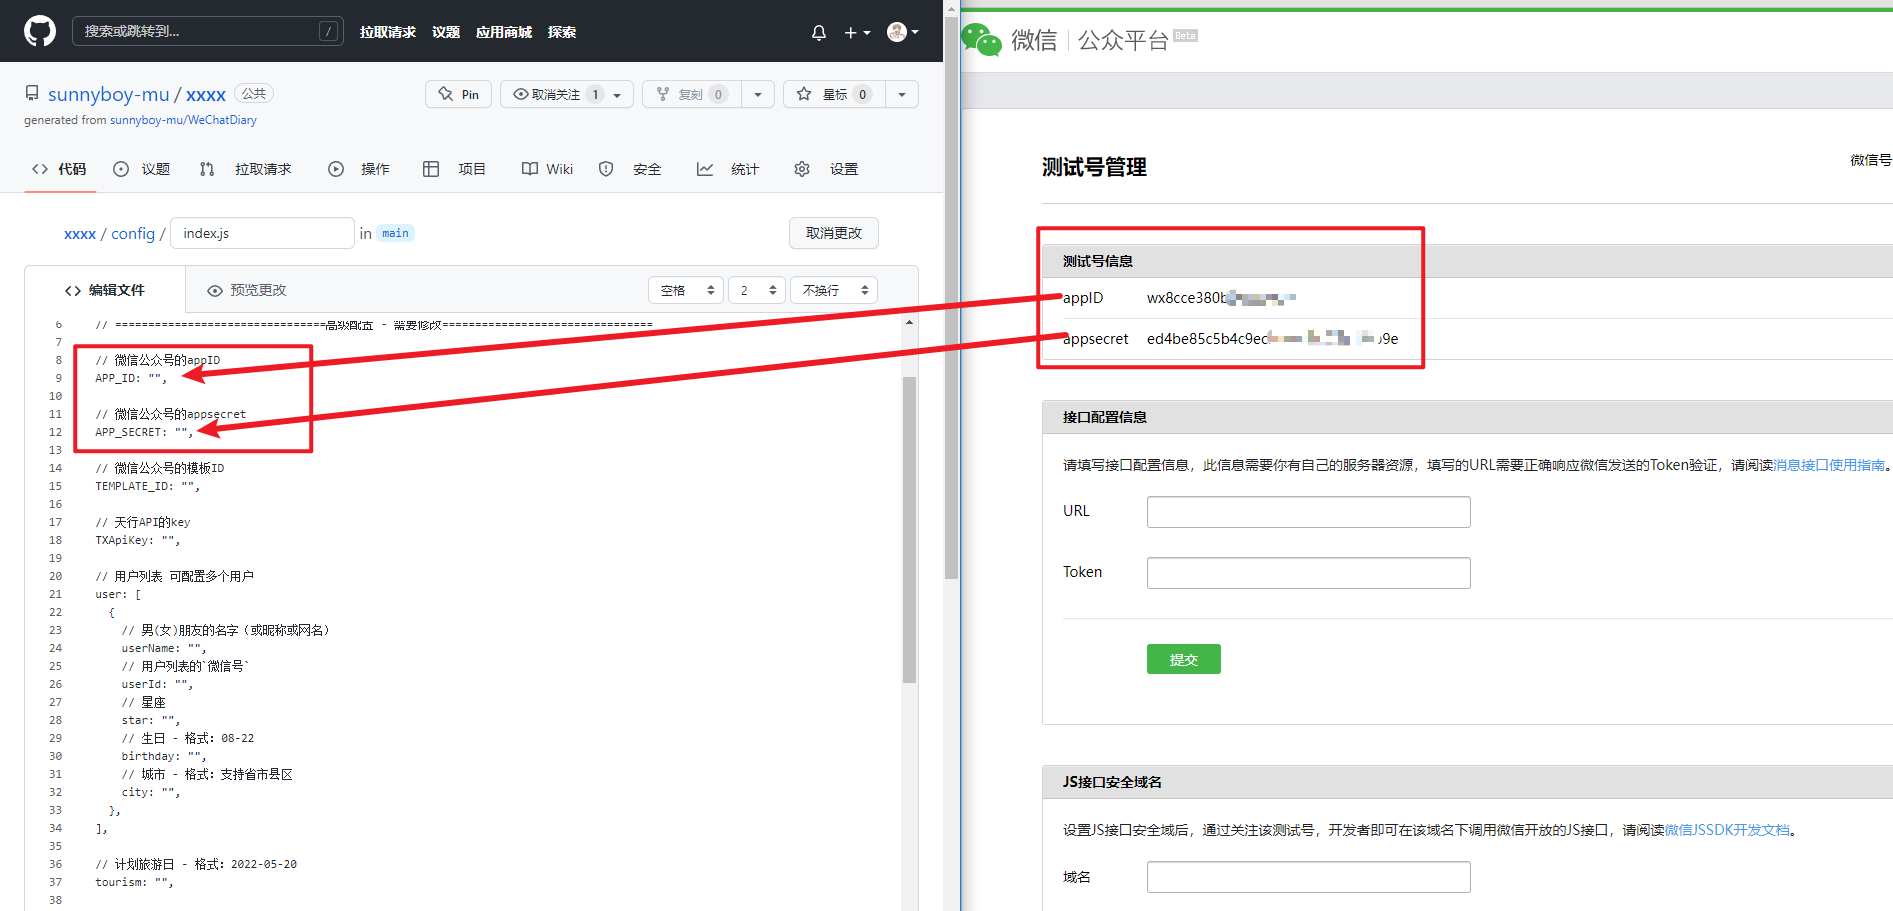 搜索或跳转到...
/
拉取请求 议题 应用商城 探索
sunnyboy-mu / xxxx 公共
Pin
取消关注 1
复刻 0
星标 0
generated from sunnyboy-mu/WeChatDiary
代码 议题 拉取请求 操作 项目 Wiki 安全 统计 设置
xxxx / config / index.js in main
取消更改
编辑文件 预览更改
空格 2 不换行
6 // ================================高级配置 - 需要修改================================
7
8 // 微信公众号的appID
9 APP_ID: "",
10
11 // 微信公众号的appsecret
12 APP_SECRET: "",
13
14 // 微信公众号的模板ID
15 TEMPLATE_ID: "",
16
17 // 天行API的key
18 TXApiKey: "",
19
20 // 用户列表 可配置多个用户
21 user: [
22 {
23 // 男(女)朋友的名字（或昵称或网名）
24 userName: "",
25 // 用户列表的`微信号`
26 userId: "",
27 // 星座
28 star: "",
29 // 生日 - 格式：08-22
30 birthday: "",
31 // 城市 - 格式：支持省市县区
32 city: "",
33 },
34 ],
35
36 // 计划旅游日 - 格式：2022-05-20
37 tourism: "",
38
微信 | 公众平台 Beta
测试号管理
微信号
测试号信息
appID wx8cce380b
appsecret ed4be85c5b4c9ec 9e
接口配置信息
请填写接口配置信息，此信息需要你有自己的服务器资源，填写的URL需要正确响应微信发送的Token验证，请阅读消息接口使用指南。
URL
Token
提交
JS接口安全域名
设置JS接口安全域后，通过关注该测试号，开发者即可在该域名下调用微信开放的JS接口，请阅读微信JSSDK开发文档。
域名